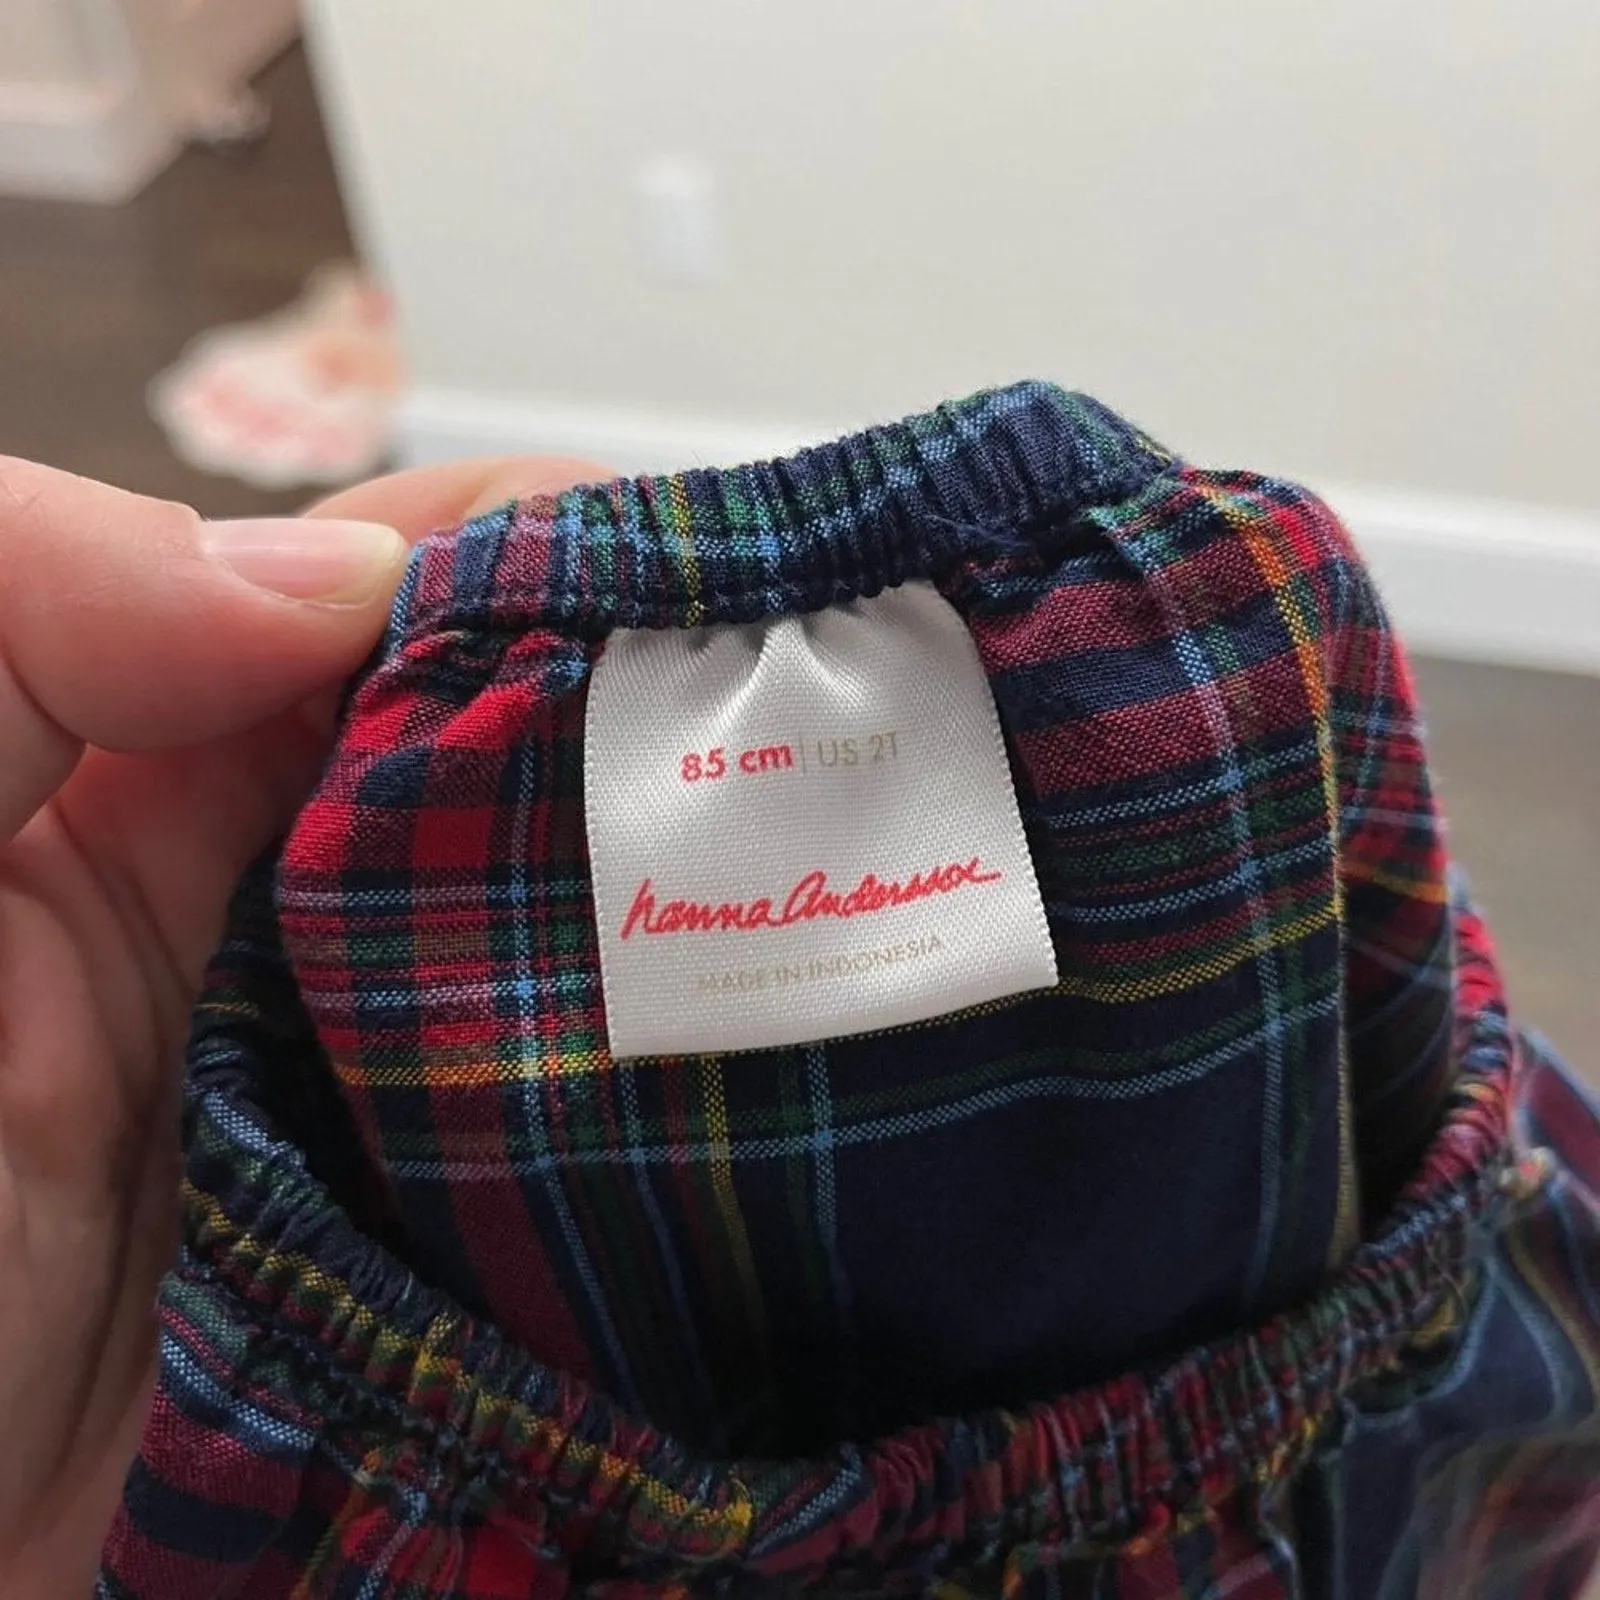 85 cm | US 2T
hanna Andersson
MADE IN INDONESIA